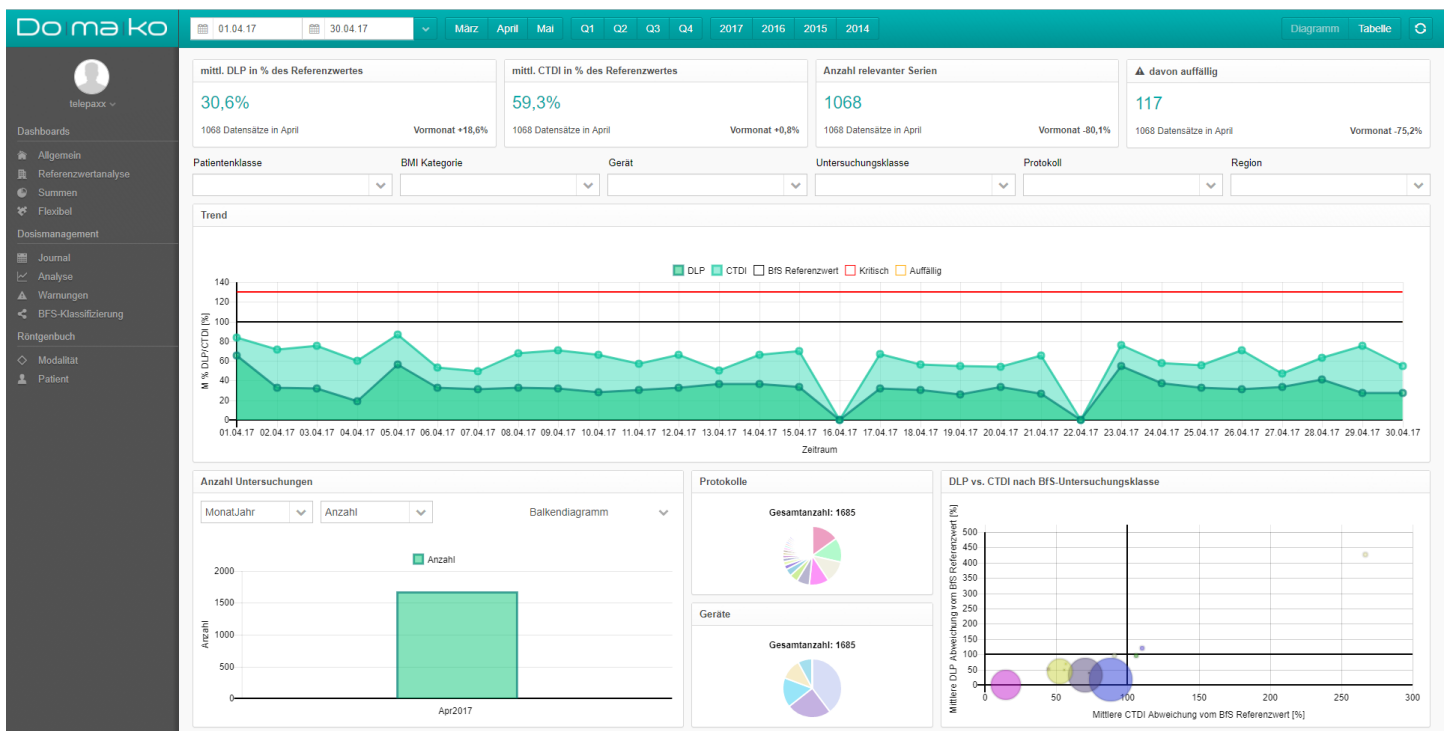 Do|ma|ko
01.04.17 30.04.17 März April Mai Q1 Q2 Q3 Q4 2017 2016 2015 2014 Diagramm Tabelle
telepaxx
Dashboards
Allgemein
Referenzwertanalyse
Summen
Flexibel
Dosismanagement
Journal
Analyse
Warnungen
BFS-Klassifizierung
Röntgenbuch
Modalität
Patient
mittl. DLP in % des Referenzwertes
30,6%
1068 Datensätze in April Vormonat +18,6%
mittl. CTDI in % des Referenzwertes
59,3%
1068 Datensätze in April Vormonat +0,8%
Anzahl relevanter Serien
1068
1068 Datensätze in April Vormonat -80,1%
davon auffällig
117
1068 Datensätze in April Vormonat -75,2%
Patientenklasse BMI Kategorie Gerät Untersuchungsklasse Protokoll Region
Trend
DLP CTDI BfS Referenzwert Kritisch Auffällig
M % DLP/CTDI [%]
140
120
100
80
60
40
20
0
01.04.17 02.04.17 03.04.17 04.04.17 05.04.17 06.04.17 07.04.17 08.04.17 09.04.17 10.04.17 11.04.17 12.04.17 13.04.17 14.04.17 15.04.17 16.04.17 17.04.17 18.04.17 19.04.17 20.04.17 21.04.17 22.04.17 23.04.17 24.04.17 25.04.17 26.04.17 27.04.17 28.04.17 29.04.17 30.04.17
Zeitraum
Anzahl Untersuchungen
MonatJahr Anzahl Balkendiagramm
Anzahl
Anzahl
2000
1500
1000
500
0
Apr2017
Protokolle
Gesamtanzahl: 1685
Geräte
Gesamtanzahl: 1685
DLP vs. CTDI nach BfS-Untersuchungsklasse
Mittlere DLP Abweichung vom BfS Referenzwert [%]
500
450
400
350
300
250
200
150
100
50
0
0 50 100 150 200 250 300
Mittlere CTDI Abweichung vom BfS Referenzwert [%]